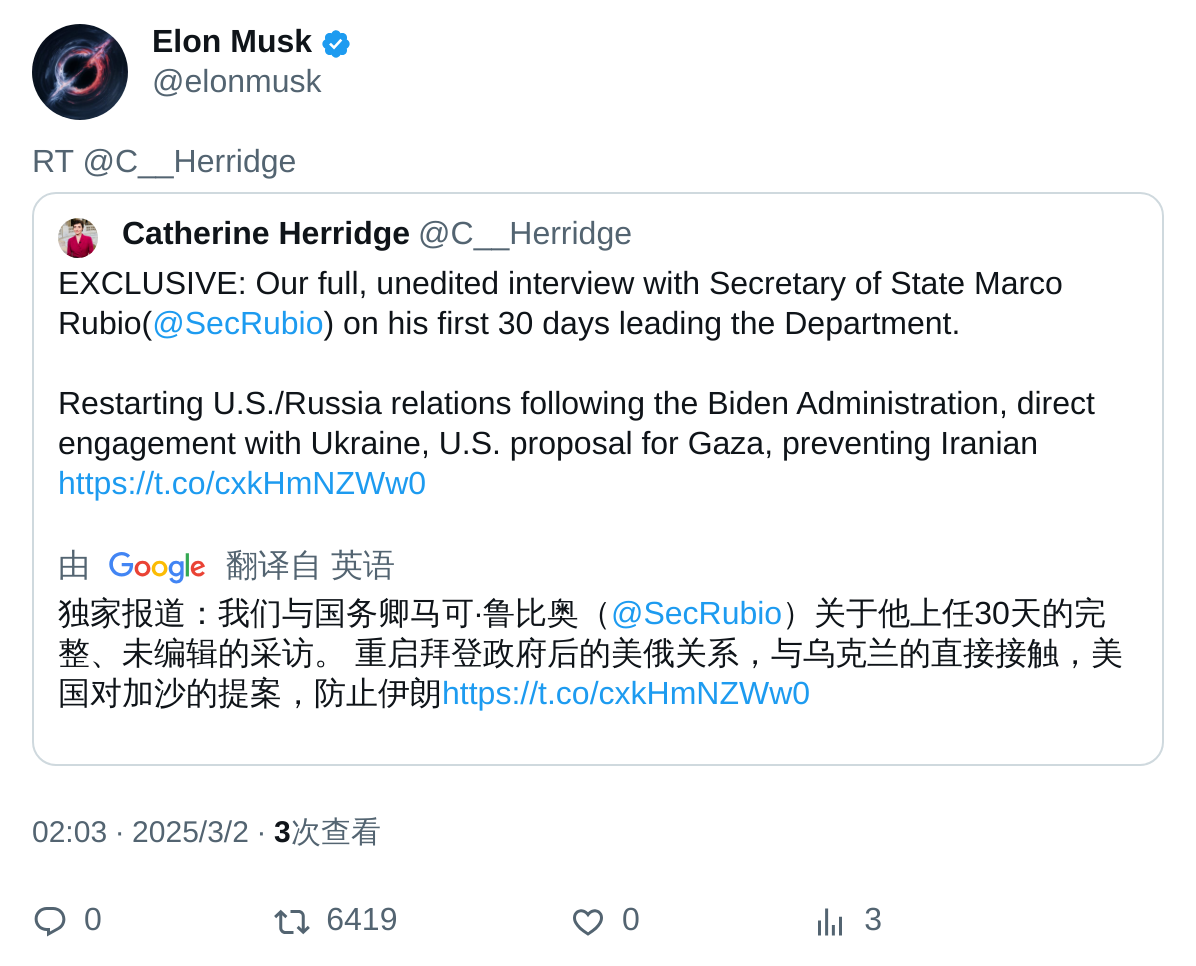 Elon Musk
@elonmusk
RT @C__Herridge
Catherine Herridge @C__Herridge
EXCLUSIVE: Our full, unedited interview with Secretary of State Marco
Rubio(@SecRubio) on his first 30 days leading the Department.
Restarting U.S./Russia relations following the Biden Administration, direct
engagement with Ukraine, U.S. proposal for Gaza, preventing Iranian
https://t.co/cxkHmNZWw0
由 Google 翻译自 英语
独家报道：我们与国务卿马可·鲁比奥（@SecRubio）关于他上任30天的完
整、未编辑的采访。 重启拜登政府后的美俄关系，与乌克兰的直接接触，美
国对加沙的提案，防止伊朗https://t.co/cxkHmNZWw0
02:03 · 2025/3/2 · 3次查看
0 6419 0 3